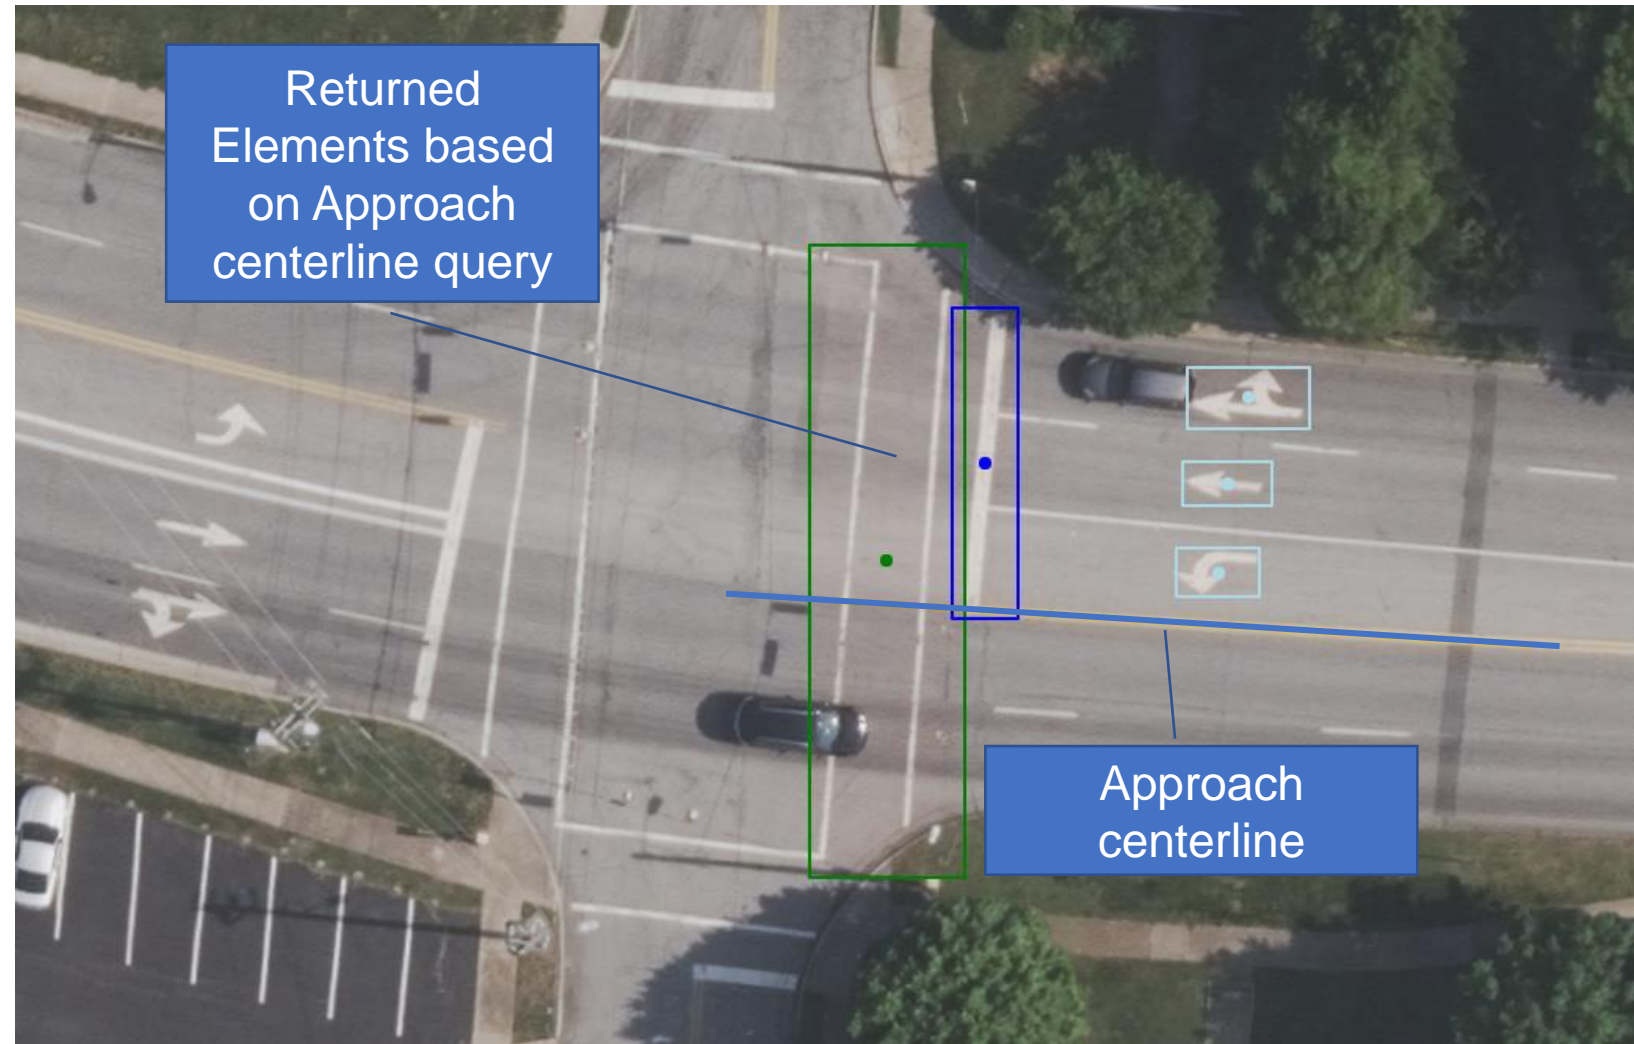 Returned
Elements based
on Approach
centerline query
Approach
centerline